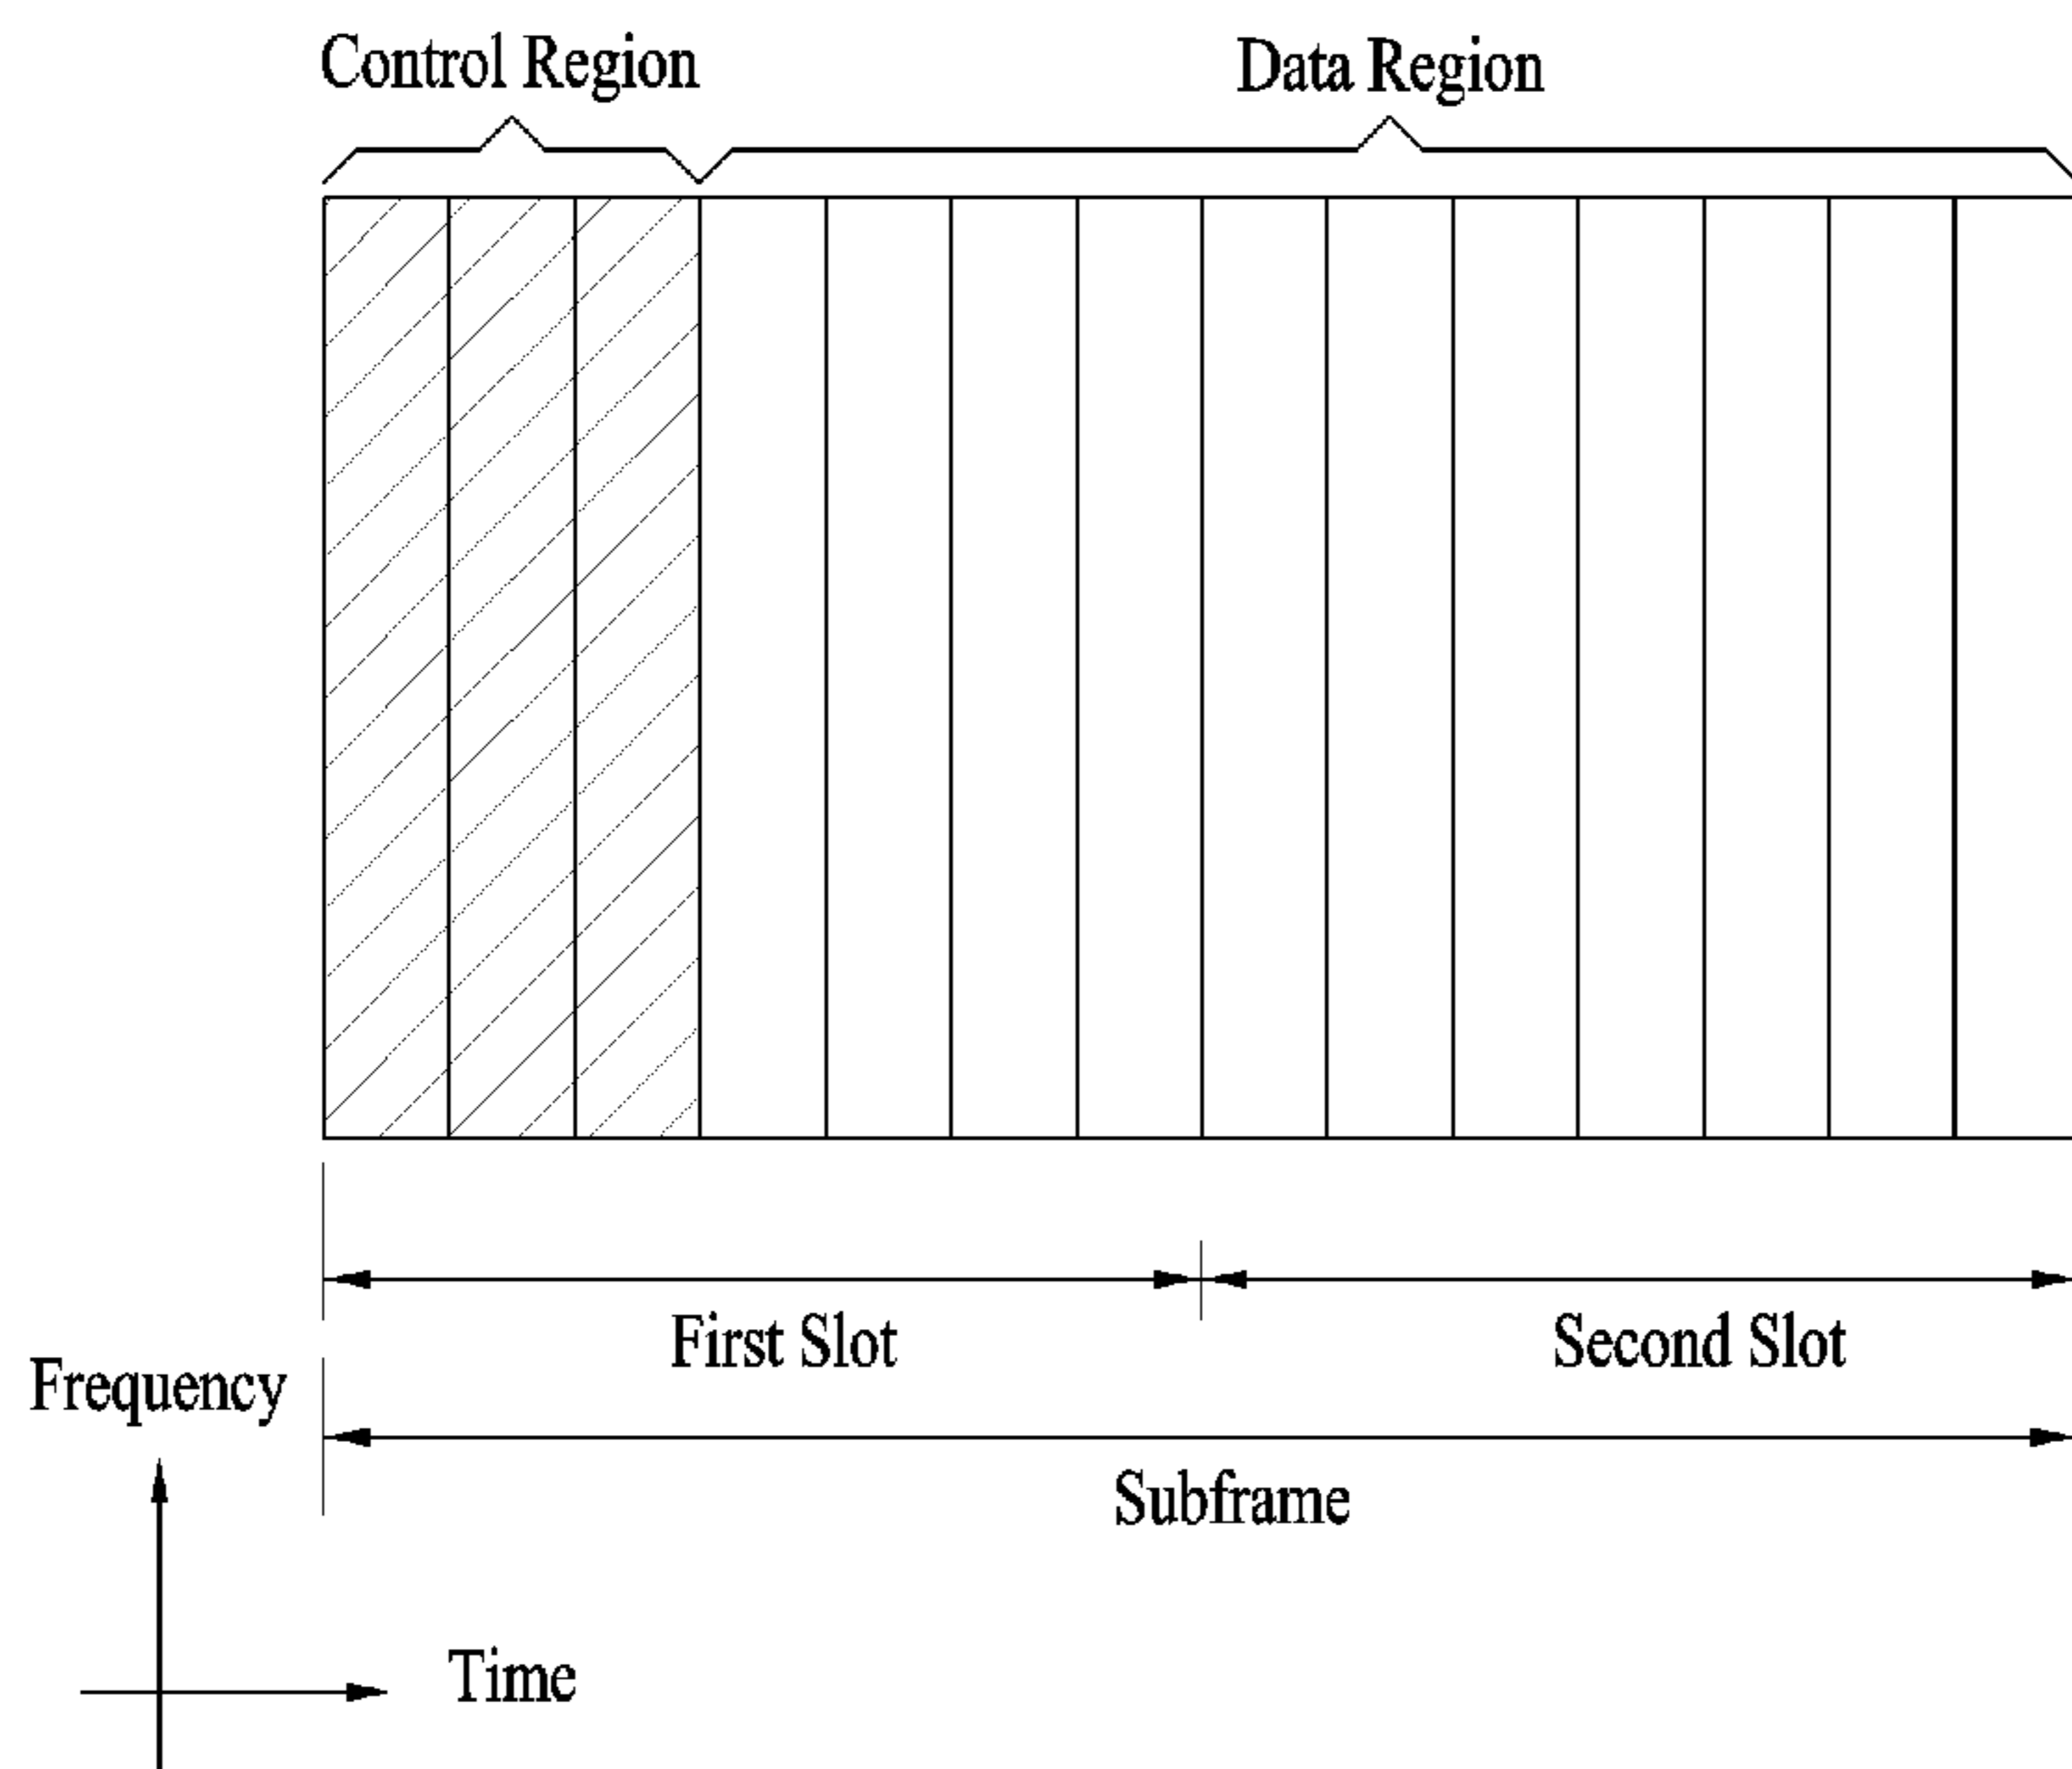 Control Region
Data Region
First Slot
Second Slot
Frequency
Subframe
Time